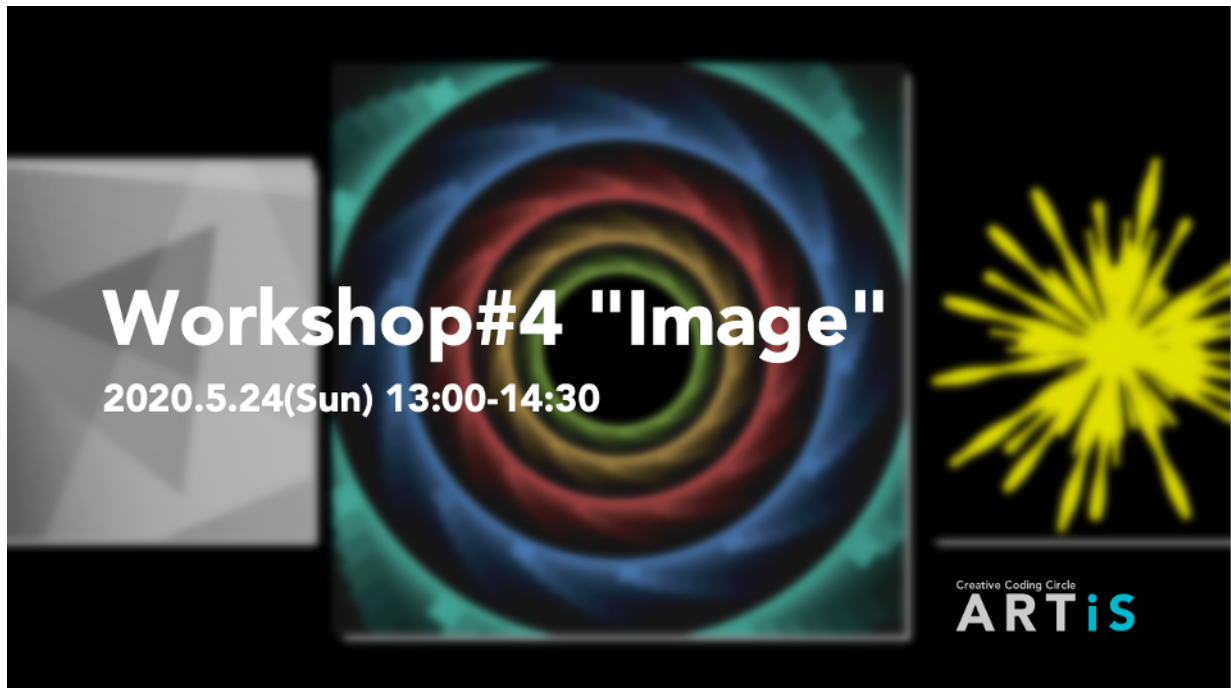 Workshop#4 "Image"
2020.5.24(Sun) 13:00-14:30
Creative Coding Circle
ARTiS